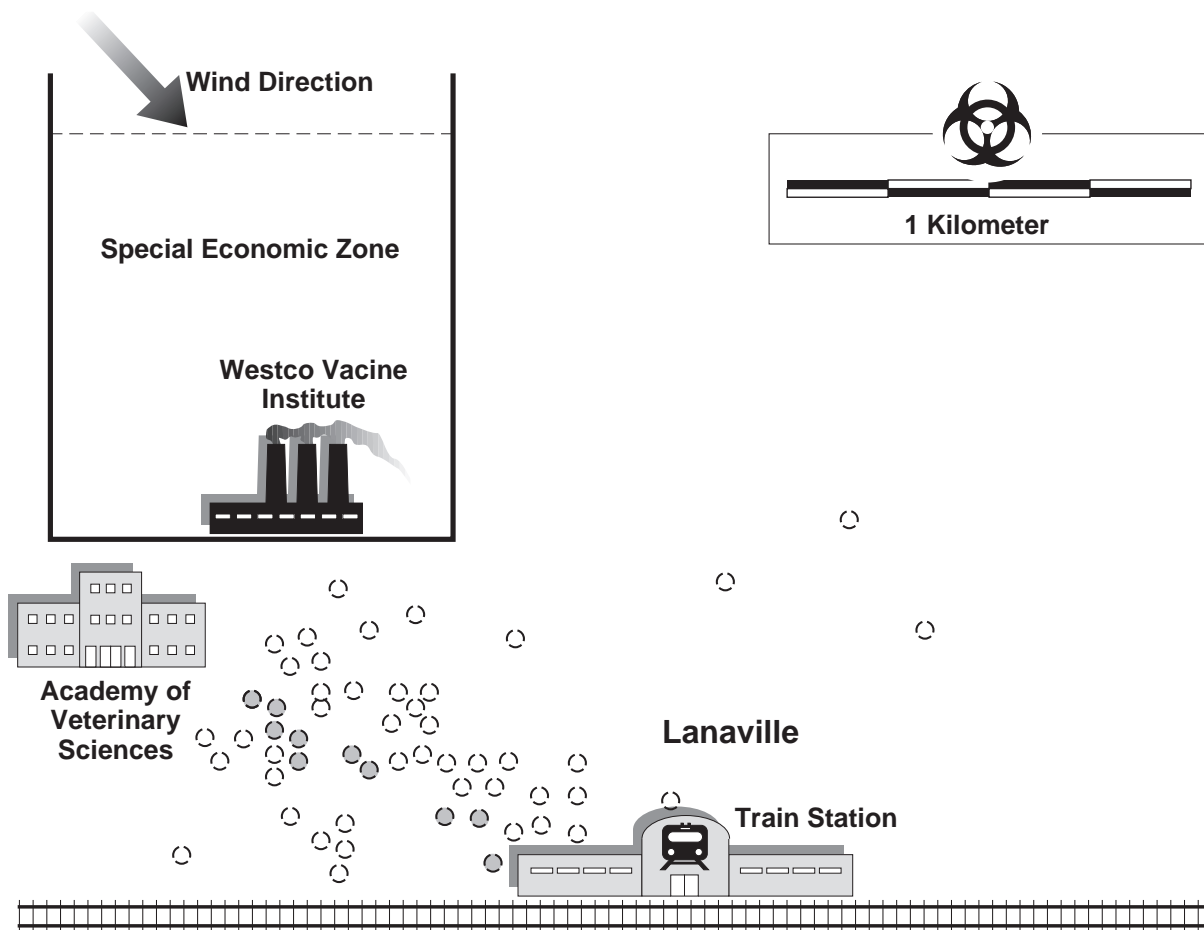 Wind Direction
Special Economic Zone
1 Kilometer
Westco Vacine
Institute
Academy of
Veterinary
Sciences
Lanaville
Train Station